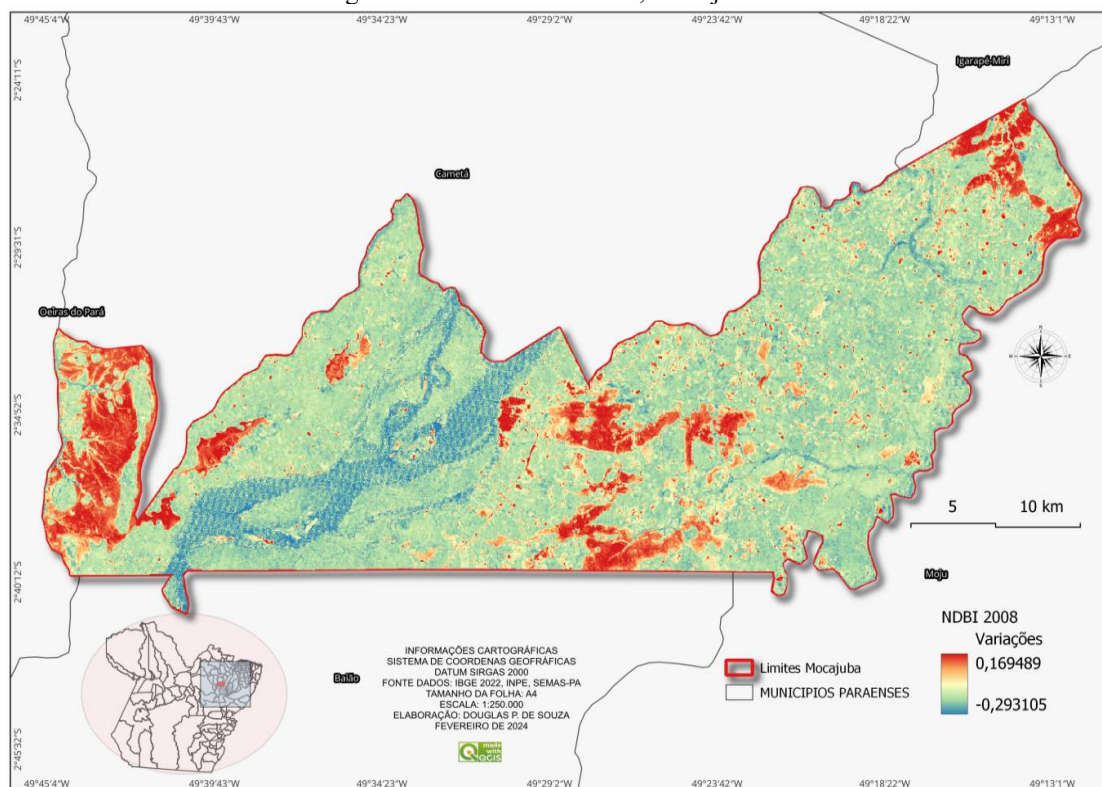 49°45'4"W 49°39'43"W 49°34'23"W 49°29'2"W 49°23'42"W 49°18'22"W 49°13'1"W
2°24'11"S
Igarapé-Miri
Cametá
2°29'31"S
Oeiras do Pará
2°34'52"S
5 10 km
2°40'12"S
Moju
Baião
INFORMAÇÕES CARTOGRÁFICAS
SISTEMA DE COORDENAS GEOFRÁFICAS
DATUM SIRGAS 2000
FONTE DADOS: IBGE 2022, INPE, SEMAS-PA
TAMANHO DA FOLHA: A4
ESCALA: 1:250.000
ELABORAÇÃO: DOUGLAS P. DE SOUZA
FEVEREIRO DE 2024
made
with
QGIS
Limites Mocajuba
MUNICIPIOS PARAENSES
NDBI 2008
Variações
0,169489
-0,293105
2°45'32"S
49°45'4"W 49°39'43"W 49°34'23"W 49°29'2"W 49°23'42"W 49°18'22"W 49°13'1"W